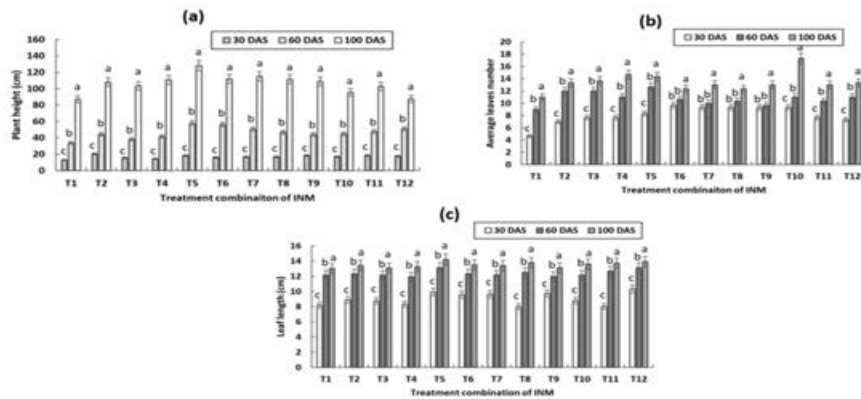 (a)
30 DAS 60 DAS 100 DAS
160
140
120
100
80
60
40
20
0
Plant height (cm)
c b a c b a c b a c b a c b a c b a c b a c b a c b a c b a c b a c b a
T1 T2 T3 T4 T5 T6 T7 T8 T9 T10 T11 T12
Treatment combinaiton of INM
(b)
30 DAS 60 DAS 100 DAS
20
18
16
14
12
10
8
6
4
2
0
Average leaves number
c b a c b a c b a c b a c b a b b a b b a b b a b b a c b a c b a c b a
T1 T2 T3 T4 T5 T6 T7 T8 T9 T10 T11 T12
Treatment combination of INM
(c)
30 DAS 60 DAS 100 DAS
16
14
12
10
8
6
4
2
0
Leaf length (cm)
c b a c b a c b a c b a c b a c b a c b a c b a c b a c b a c b a c b a
T1 T2 T3 T4 T5 T6 T7 T8 T9 T10 T11 T12
Treatment combination of INM